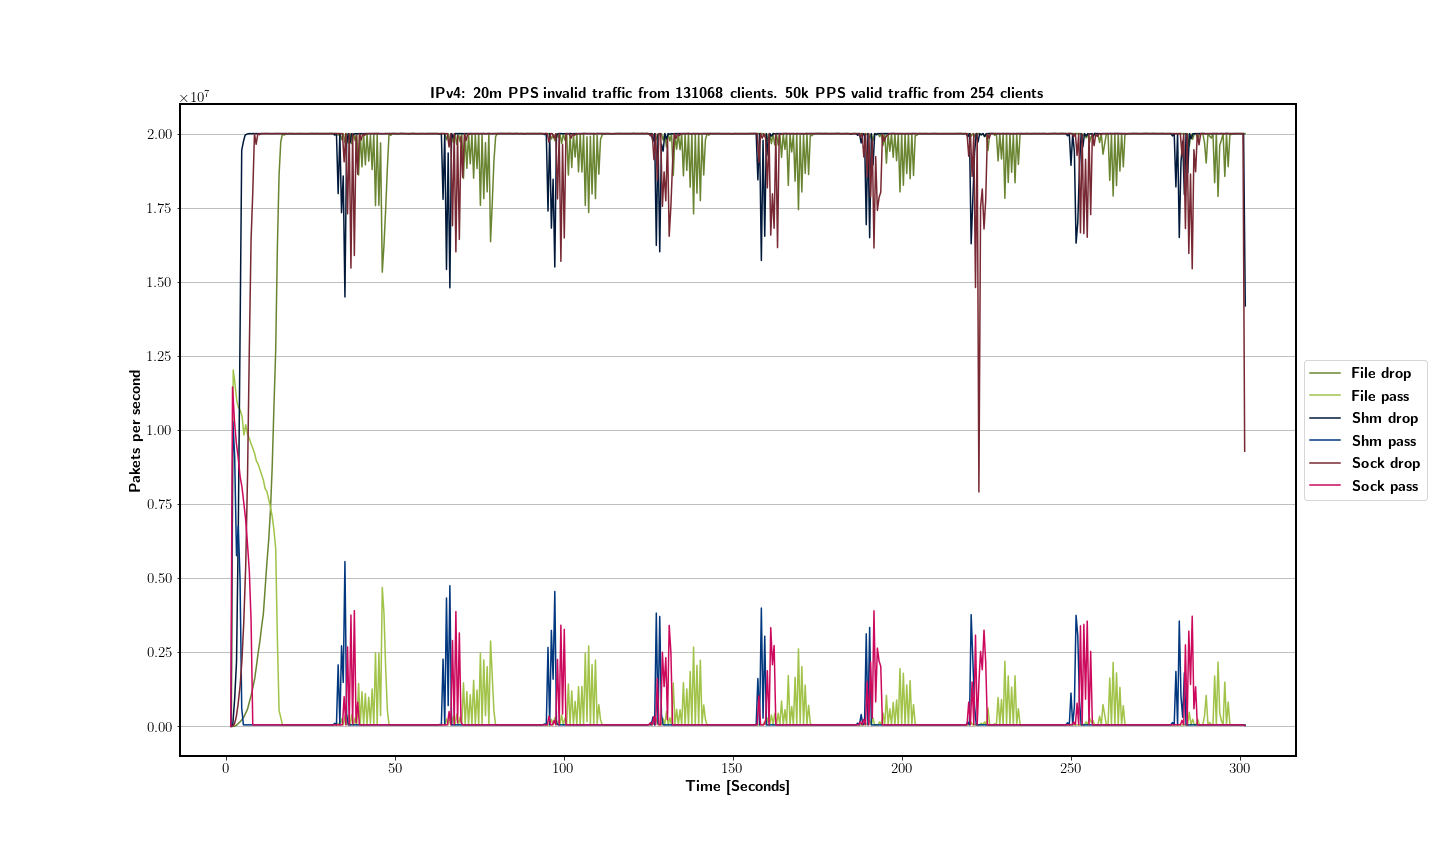 IPv4: 20m PPS invalid traffic from 131068 clients. 50k PPS valid traffic from 254 clients
×10⁷
2.00
1.75
1.50
1.25
1.00
0.75
0.50
0.25
0.00
Pakets per second
0 50 100 150 200 250 300
Time [Seconds]
File drop
File pass
Shm drop
Shm pass
Sock drop
Sock pass